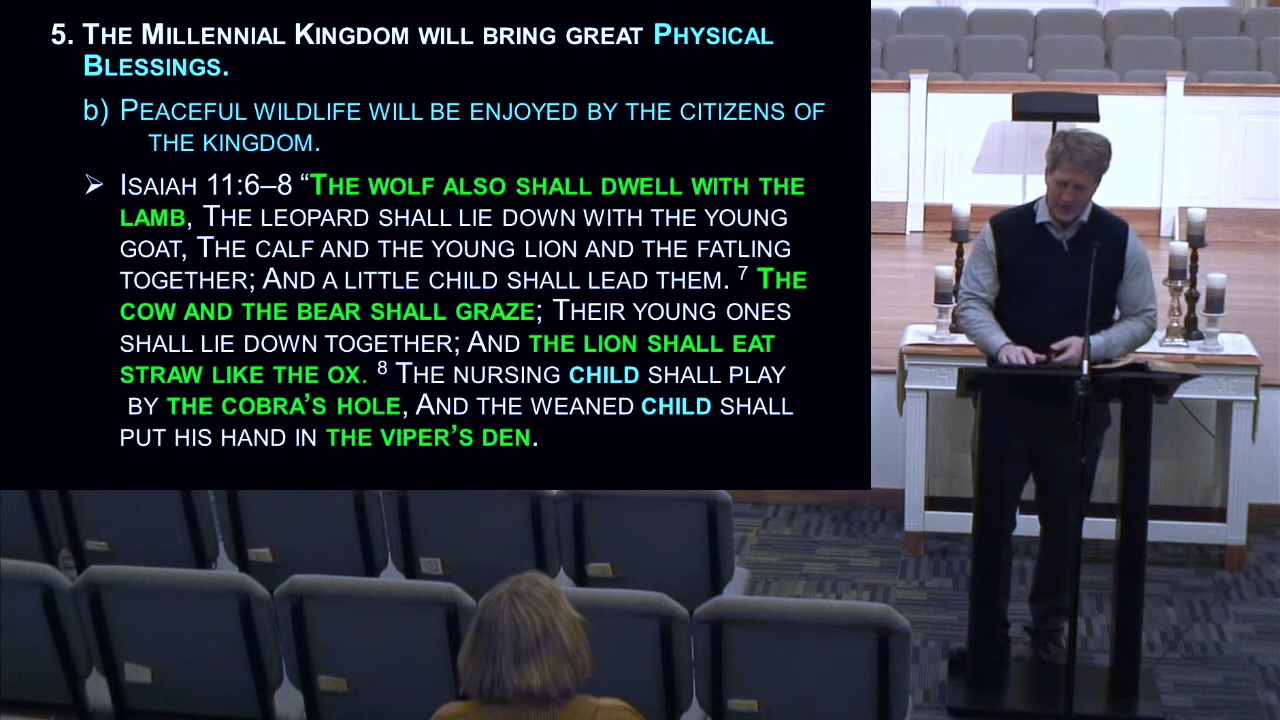 5. THE MILLENNIAL KINGDOM WILL BRING GREAT PHYSICAL
BLESSINGS.
b) PEACEFUL WILDLIFE WILL BE ENJOYED BY THE CITIZENS OF
THE KINGDOM.
➢ ISAIAH 11:6–8 “THE WOLF ALSO SHALL DWELL WITH THE
LAMB, THE LEOPARD SHALL LIE DOWN WITH THE YOUNG
GOAT, THE CALF AND THE YOUNG LION AND THE FATLING
TOGETHER; AND A LITTLE CHILD SHALL LEAD THEM. 7 THE
COW AND THE BEAR SHALL GRAZE; THEIR YOUNG ONES
SHALL LIE DOWN TOGETHER; AND THE LION SHALL EAT
STRAW LIKE THE OX. 8 THE NURSING CHILD SHALL PLAY
BY THE COBRA’S HOLE, AND THE WEANED CHILD SHALL
PUT HIS HAND IN THE VIPER’S DEN.